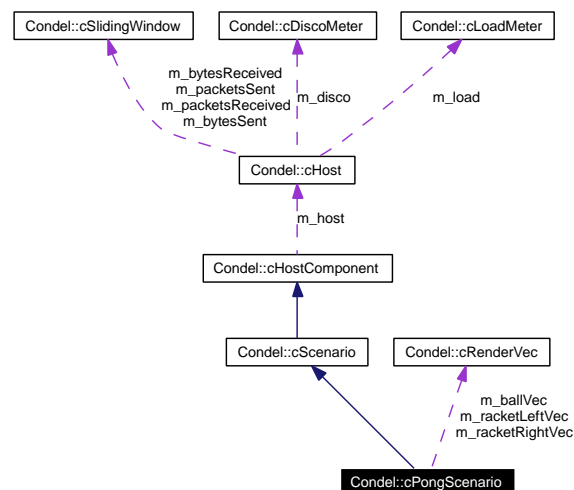 Condel::cSlidingWindow
Condel::cDiscoMeter
Condel::cLoadMeter
m_bytesReceived
m_packetsSent
m_packetsReceived
m_bytesSent
m_disco
m_load
Condel::cHost
m_host
Condel::cHostComponent
Condel::cScenario
Condel::cRenderVec
m_ballVec
m_racketLeftVec
m_racketRightVec
Condel::cPongScenario